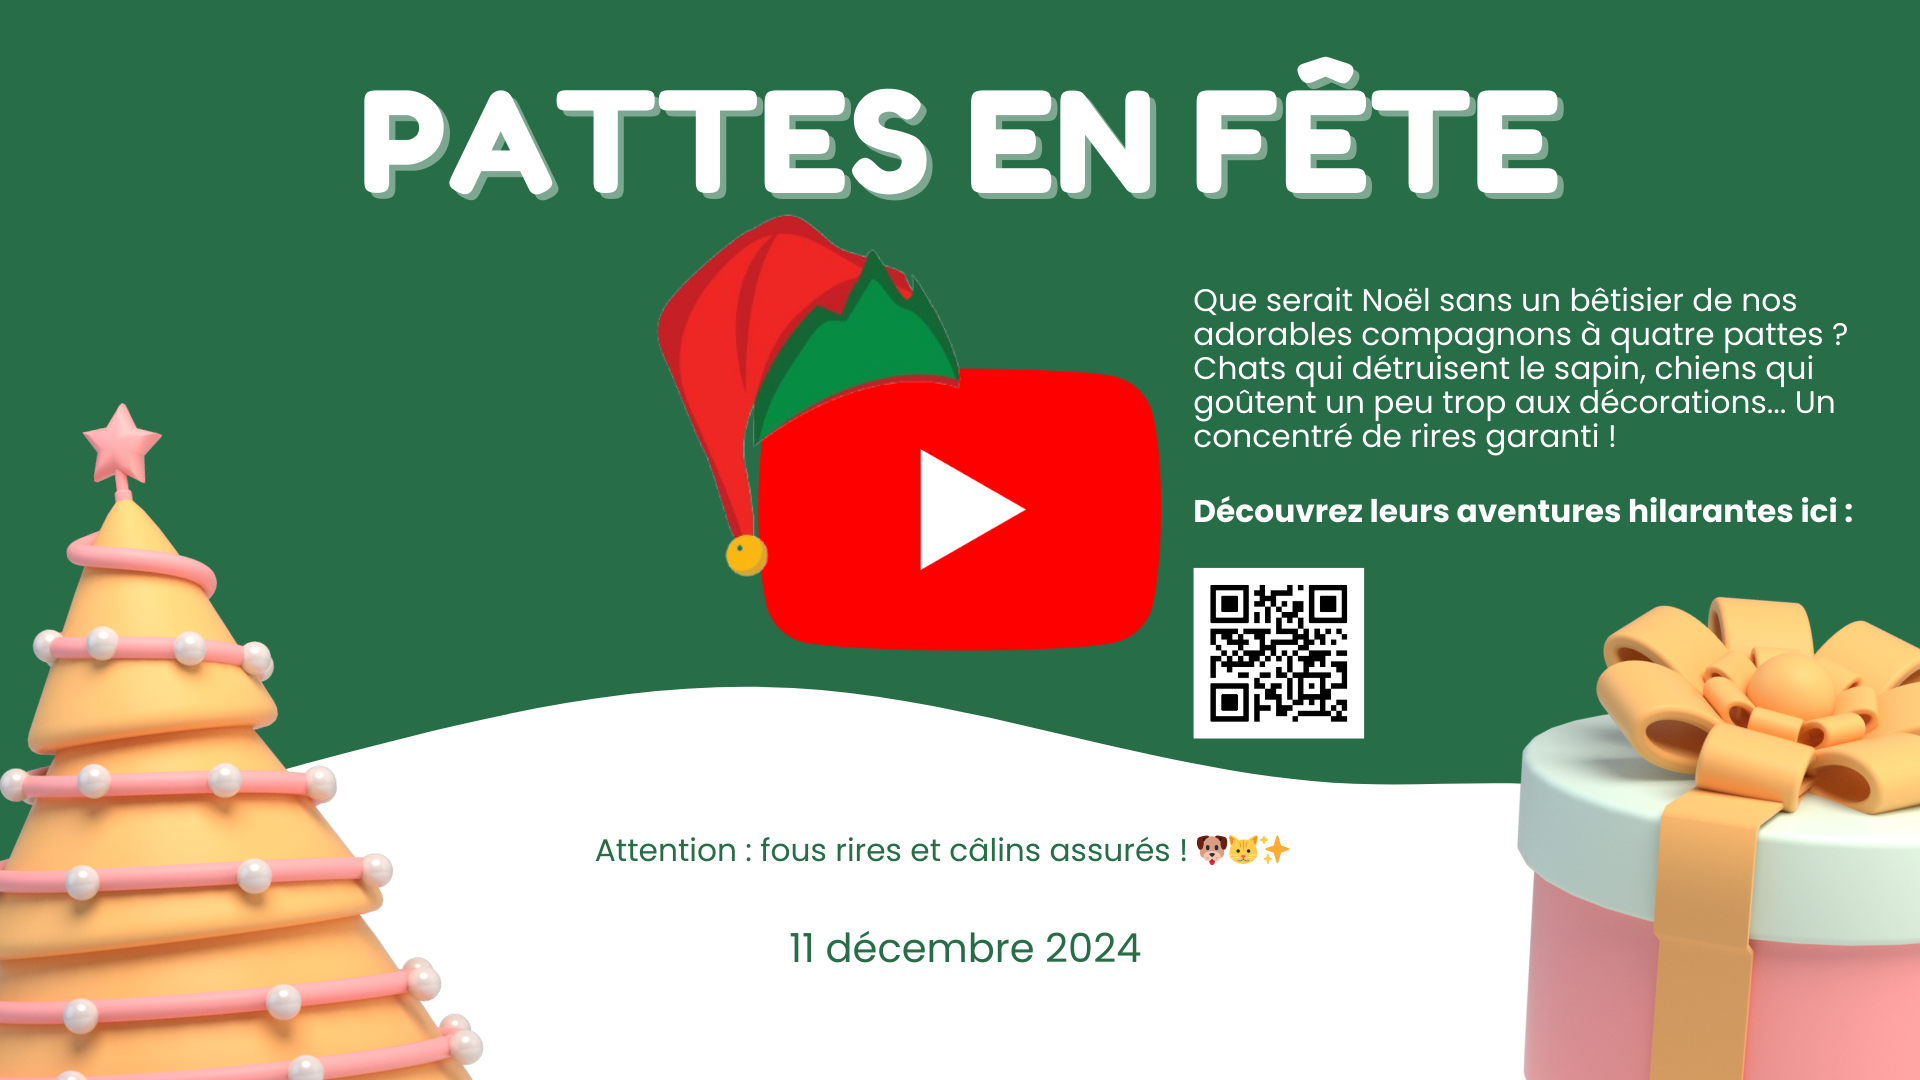 PATTES EN FÊTE
Que serait Noël sans un bêtisier de nos
adorables compagnons à quatre pattes ?
Chats qui détruisent le sapin, chiens qui
goûtent un peu trop aux décorations... Un
concentré de rires garanti !
Découvrez leurs aventures hilarantes ici :
Attention : fous rires et câlins assurés ! 🐶🐱✨
11 décembre 2024